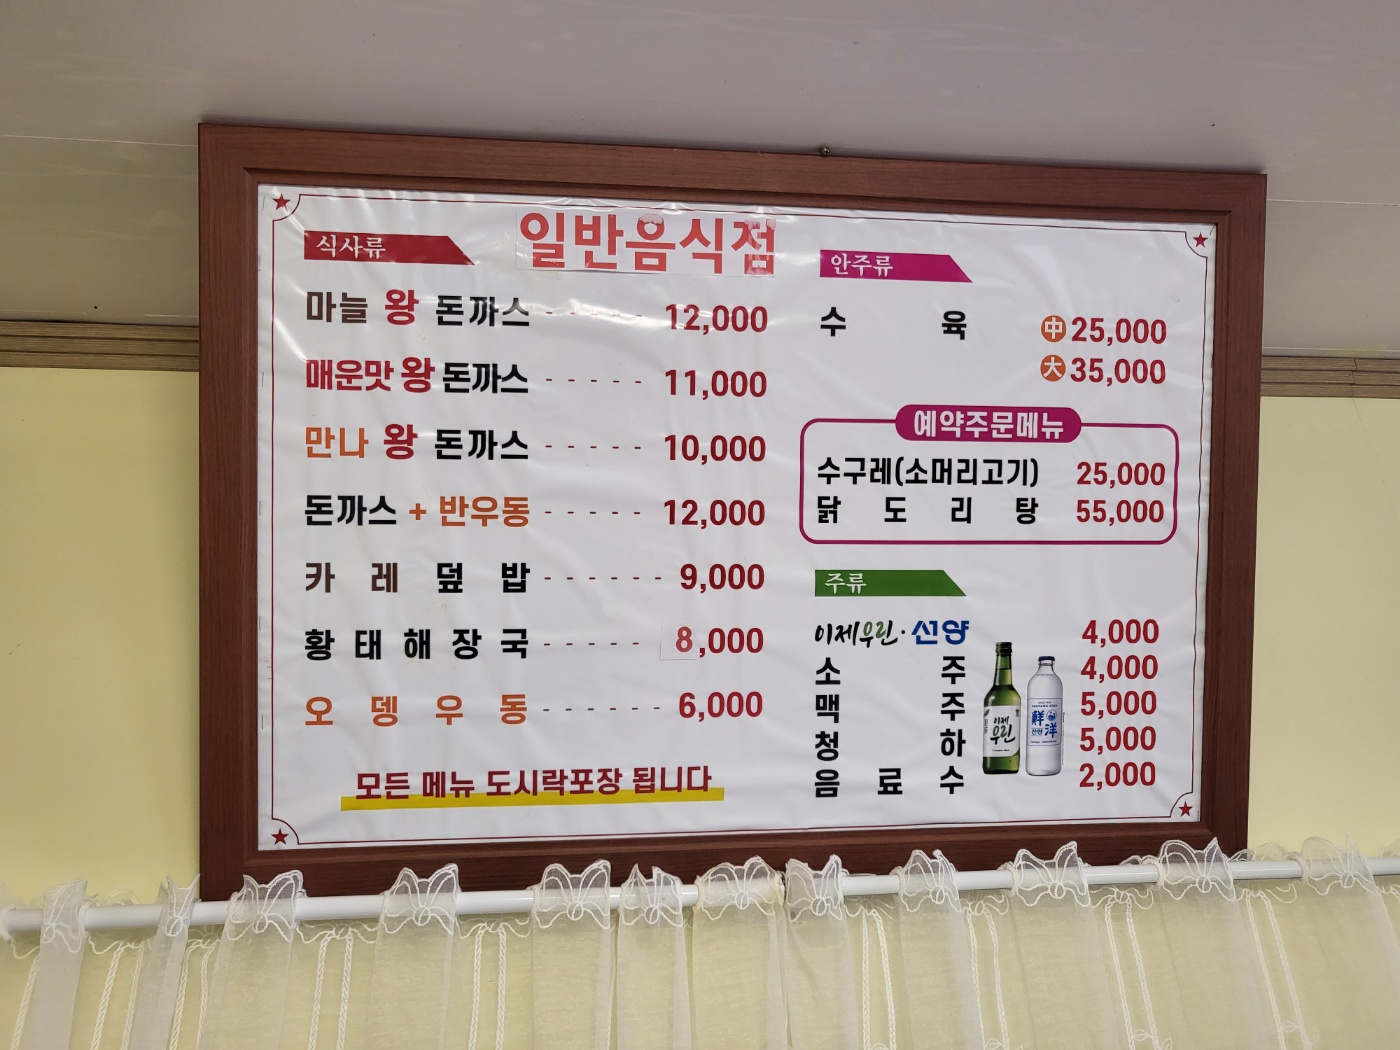 일반음식점
식사류
마늘 왕 돈까스 - - - - - 12,000
매운맛 왕 돈까스 - - - - - 11,000
만나 왕 돈까스 - - - - - 10,000
돈까스 + 반우동 - - - - - 12,000
카 레 덮 밥 - - - - - - 9,000
황 태 해 장 국 - - - - - - 8,000
오 뎅 우 동 - - - - - - 6,000
모든 메뉴 도시락포장 됩니다
안주류
수 육 中 25,000
大 35,000
예약주문메뉴
수구레(소머리고기) 25,000
닭 도 리 탕 55,000
주류
이제우린·선양 4,000
소 주 4,000
맥 주 5,000
청 하 5,000
음 료 수 2,000
이제
우린
鮮
洋